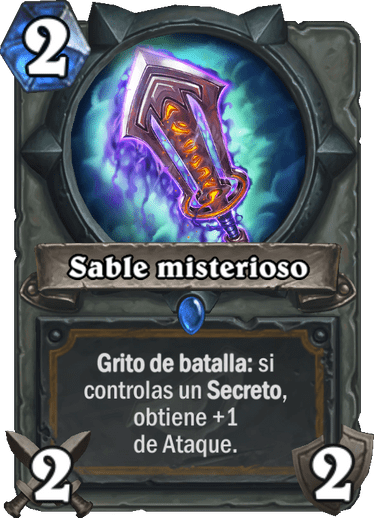 2
Sable misterioso
Grito de batalla: si
controlas un Secreto,
obtiene +1
de Ataque.
2
2